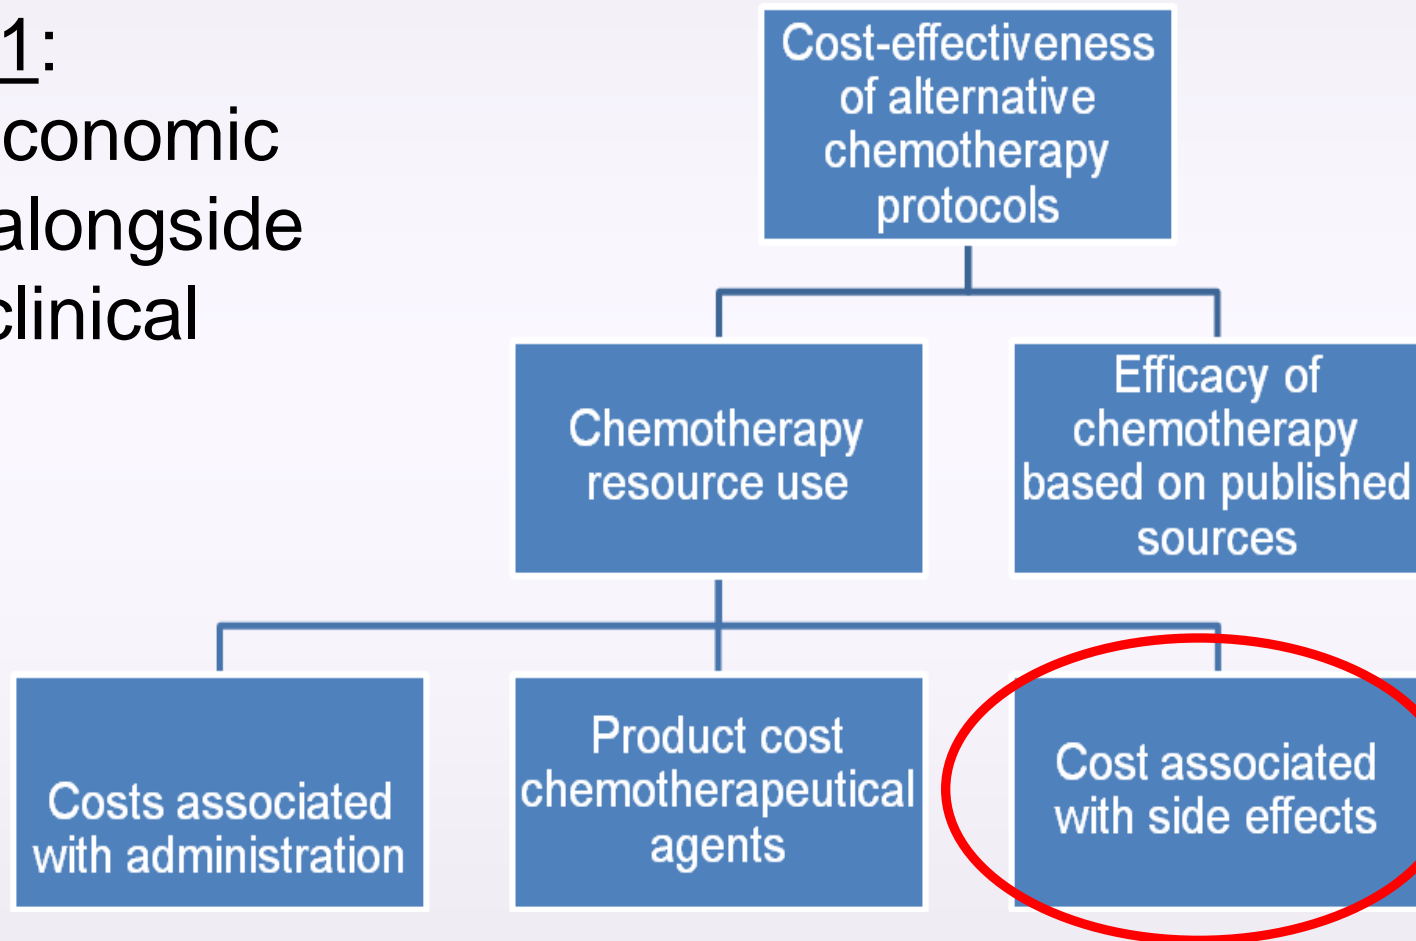 1:
conomic
alongside
clinical
Cost-effectiveness
of alternative
chemotherapy
protocols
Chemotherapy
resource use
Efficacy of
chemotherapy
based on published
sources
Costs associated
with administration
Product cost
chemotherapeutical
agents
Cost associated
with side effects